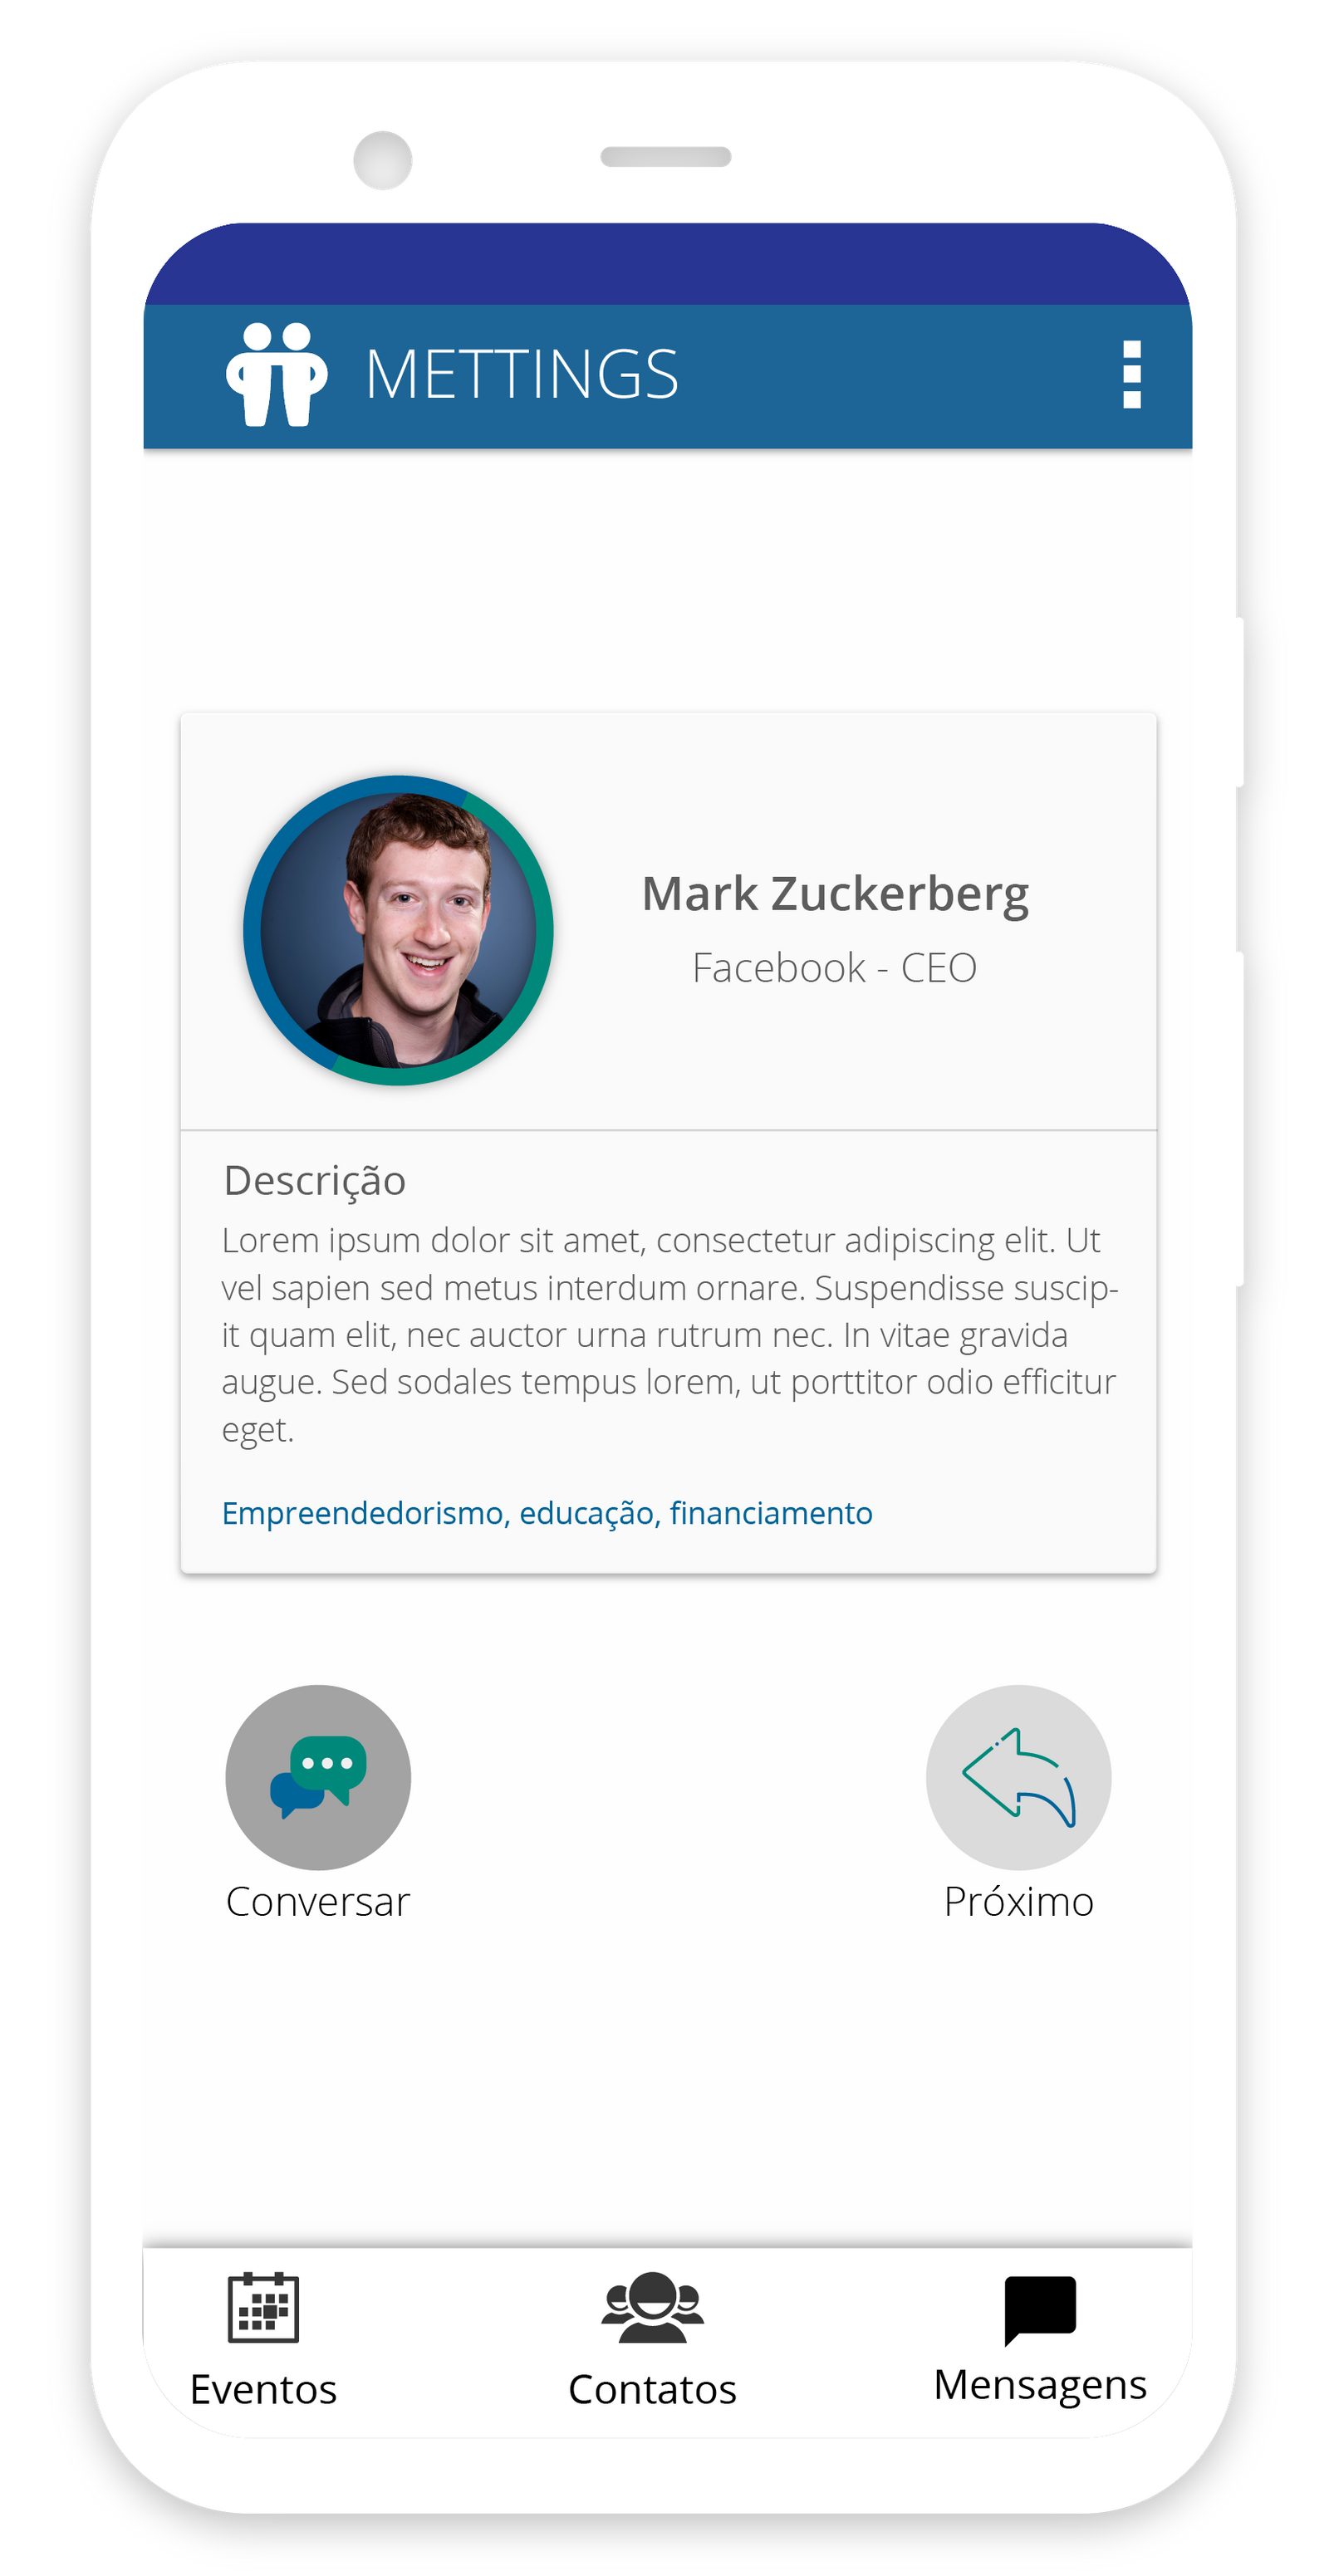 METTINGS
Mark Zuckerberg
Facebook - CEO
Descrição
Lorem ipsum dolor sit amet, consectetur adipiscing elit. Ut
vel sapien sed metus interdum ornare. Suspendisse suscip-
it quam elit, nec auctor urna rutrum nec. In vitae gravida
augue. Sed sodales tempus lorem, ut porttitor odio efficitur
eget.
Empreendedorismo, educação, financiamento
Conversar
Próximo
Eventos
Contatos
Mensagens